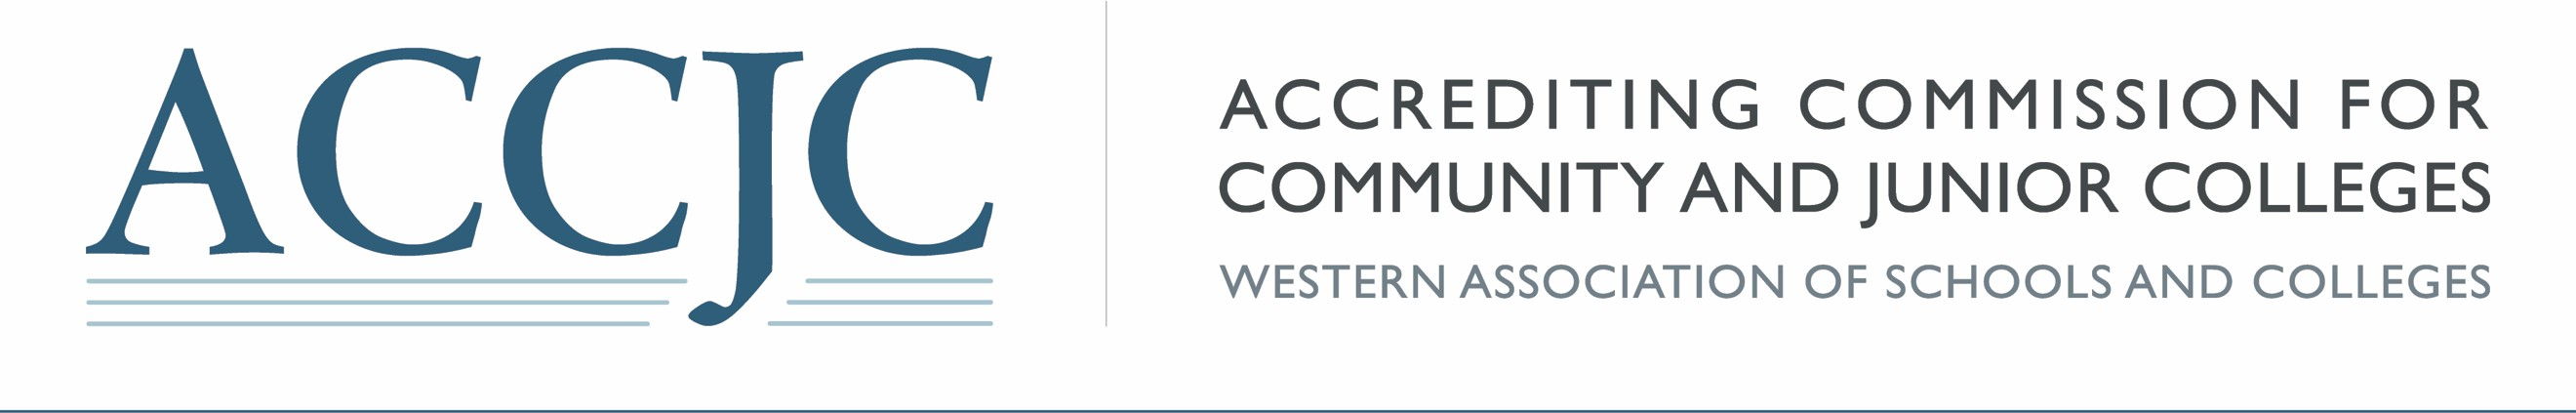 ACCJC
ACCREDITING COMMISSION FOR
COMMUNITY AND JUNIOR COLLEGES
WESTERN ASSOCIATION OF SCHOOLS AND COLLEGES